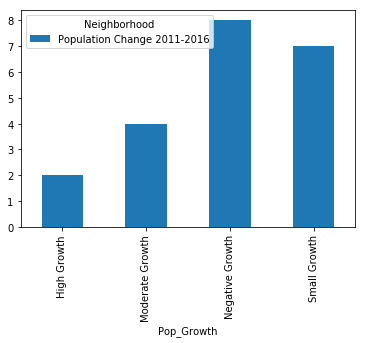 Neighborhood
Population Change 2011-2016
8
7
6
5
4
3
2
1
0
High Growth
Moderate Growth
Negative Growth
Small Growth
Pop_Growth